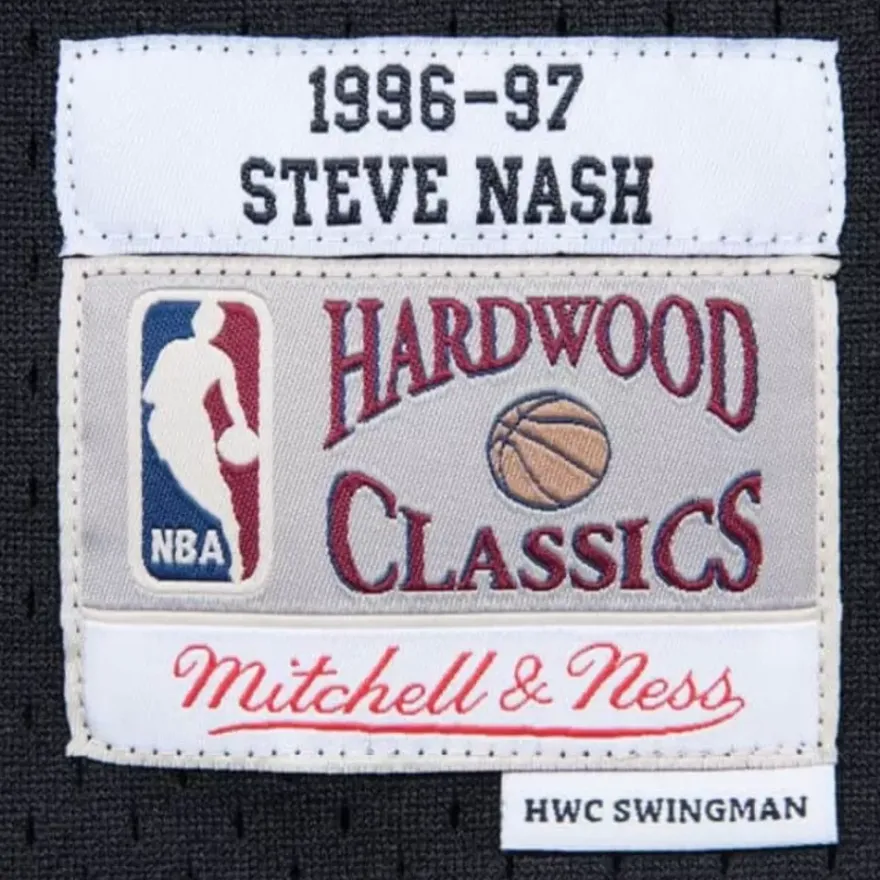 1996-97
STEVE NASH
HARDWOOD
CLASSICS
NBA
Mitchell & Ness
HWC SWINGMAN